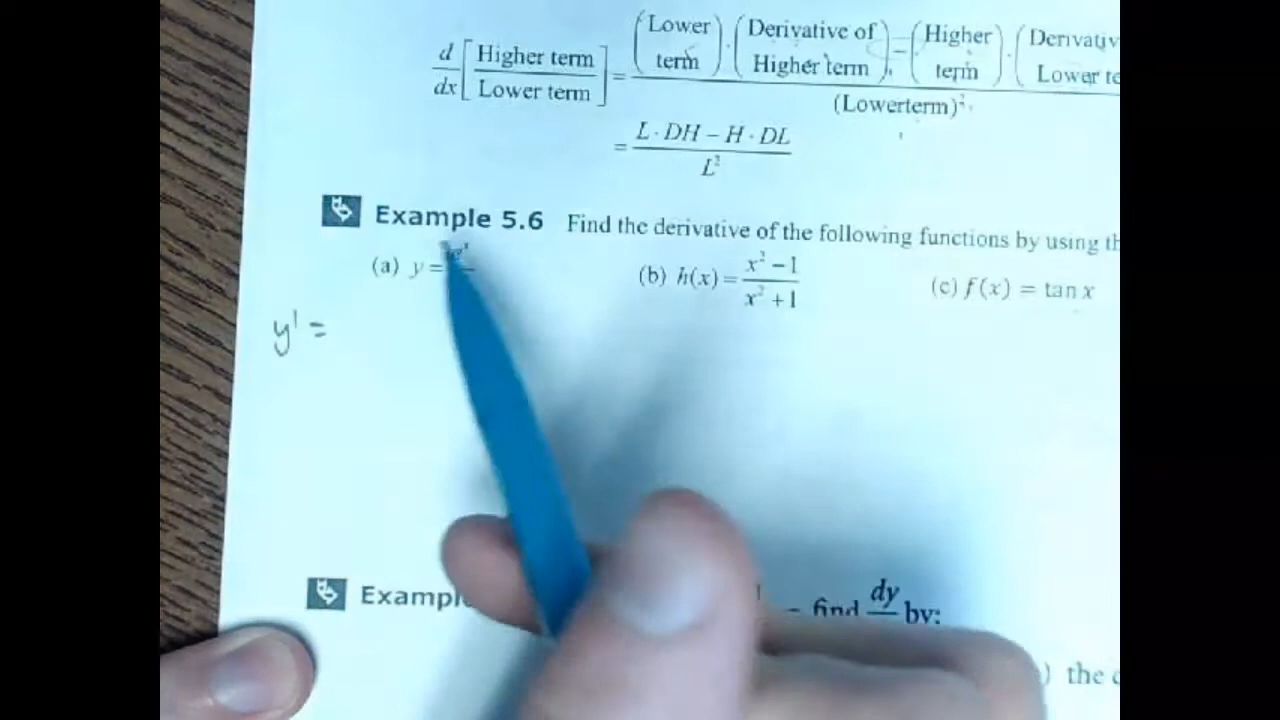 d/dx [Higher term / Lower term] = (Lower term) · (Derivative of Higher term) – (Higher term) · (Derivativ Lower te / (Lowerterm)²
= L · DH – H · DL / L²
Example 5.6 Find the derivative of the following functions by using th
(a) y = (b) h(x) = x² – 1 / x² + 1 (c) f(x) = tan x
y' =
Exampl find dy by:
) the